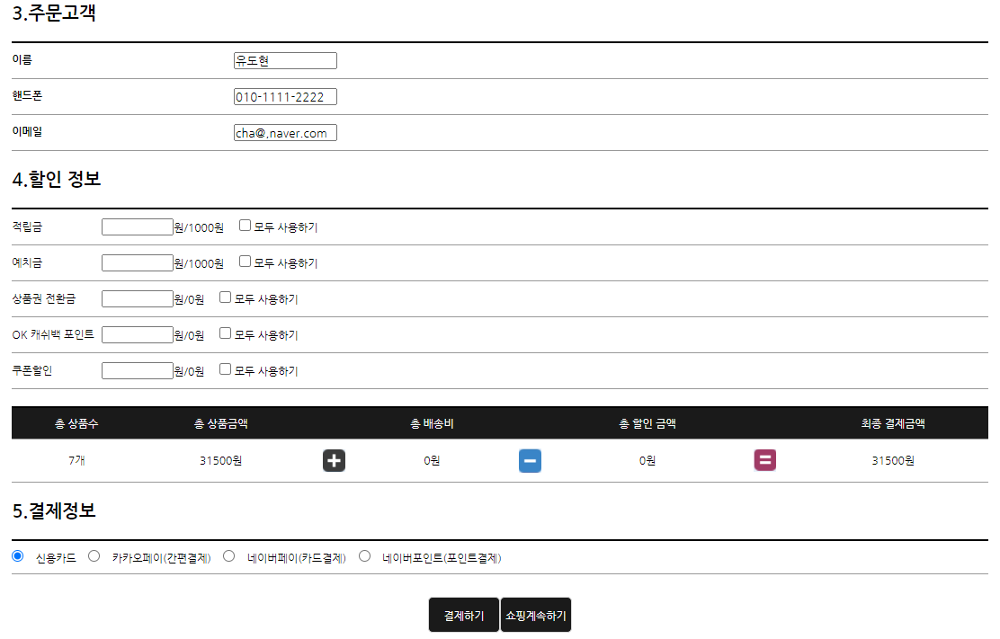 3.주문고객
이름 유도현
핸드폰 010-1111-2222
이메일 cha@,naver.com
4.할인 정보
적립금 원/1000원 모두 사용하기
예치금 원/1000원 모두 사용하기
상품권 전환금 원/0원 모두 사용하기
OK 캐쉬백 포인트 원/0원 모두 사용하기
쿠폰할인 원/0원 모두 사용하기
총 상품수 총 상품금액 총 배송비 총 할인 금액 최종 결제금액
7개 31500원 + 0원 - 0원 = 31500원
5.결제정보
신용카드 카카오페이(간편결제) 네이버페이(카드결제) 네이버포인트(포인트결제)
결제하기 쇼핑계속하기